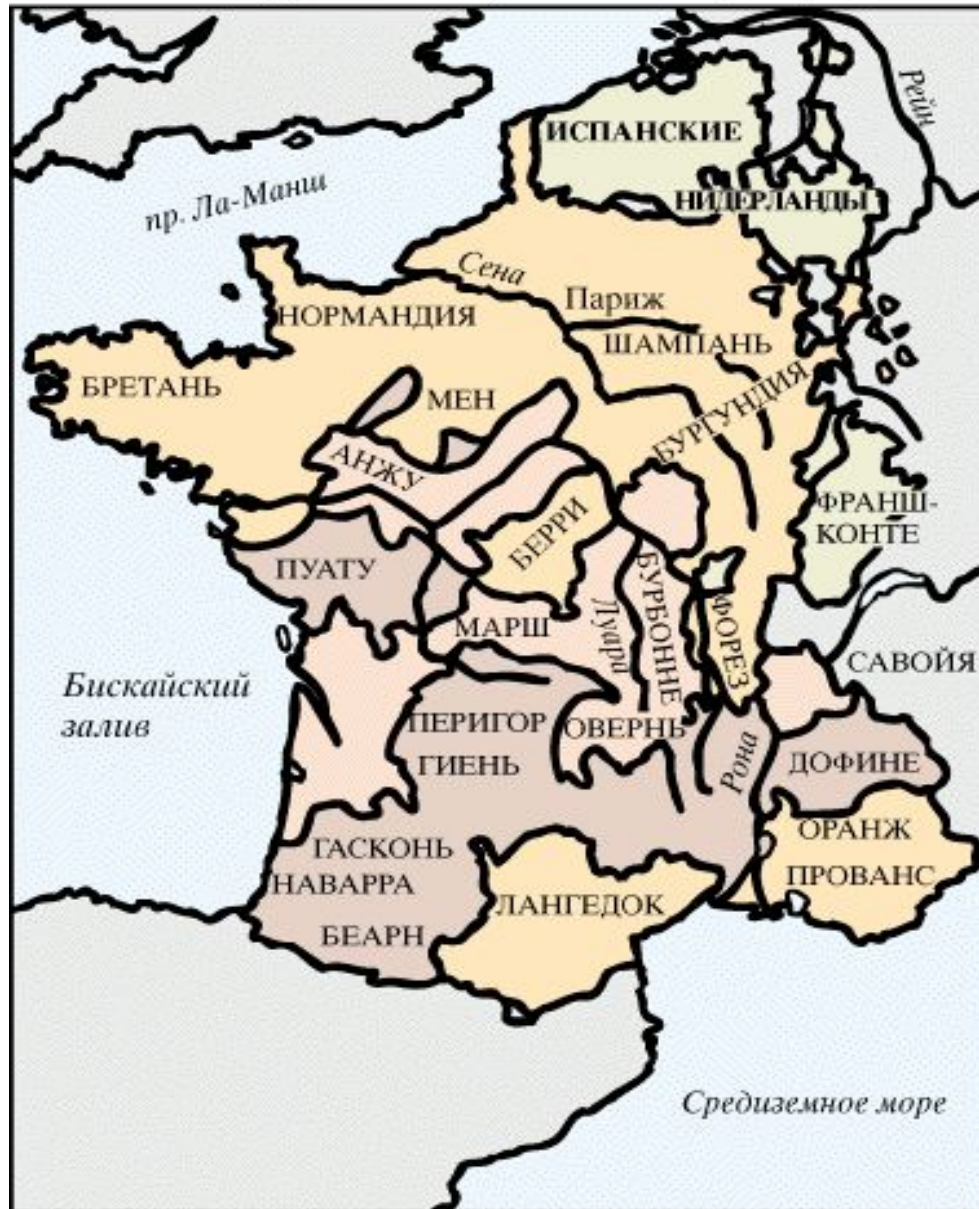 Рейн
ИСПАНСКИЕ
НИДЕРЛАНДЫ
пр. Ла-Манш
Сена
Париж
НОРМАНДИЯ
ШАМПАНЬ
БРЕТАНЬ
МЕН
БУРГУНДИЯ
АНЖУ
ФРАНШ-
КОНТЕ
БЕРРИ
ПУАТУ
БУРБОННЕ
ФОРЕЗ
МАРШ
Луара
САВОЙЯ
Бискайский
залив
ПЕРИГОР
ОВЕРНЬ
ГИЕНЬ
Рона
ДОФИНЕ
ОРАНЖ
ГАСКОНЬ
НАВАРРА
ПРОВАНС
ЛАНГЕДОК
БЕАРН
Средиземное море